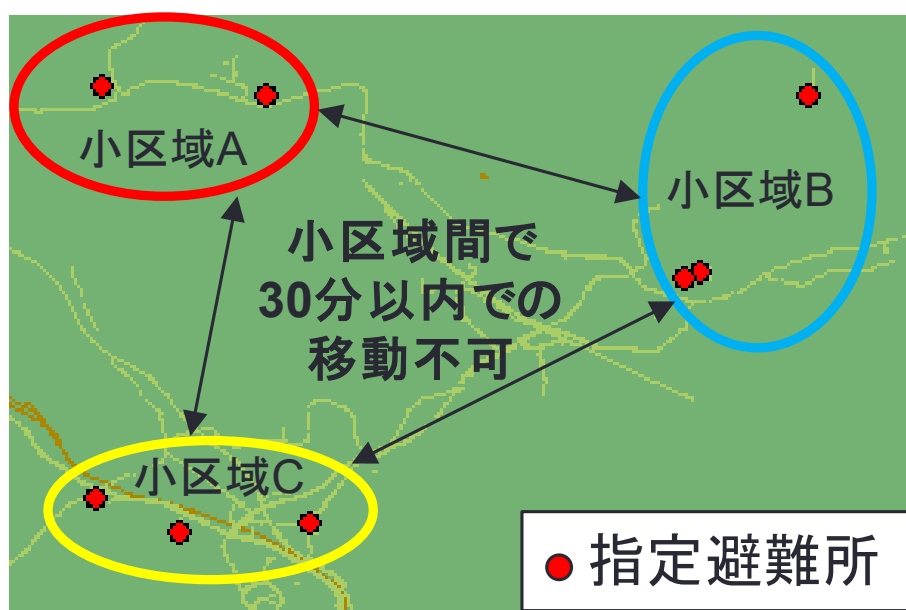 小区域A
小区域B
小区域間で
30分以内での
移動不可
小区域C
指定避難所